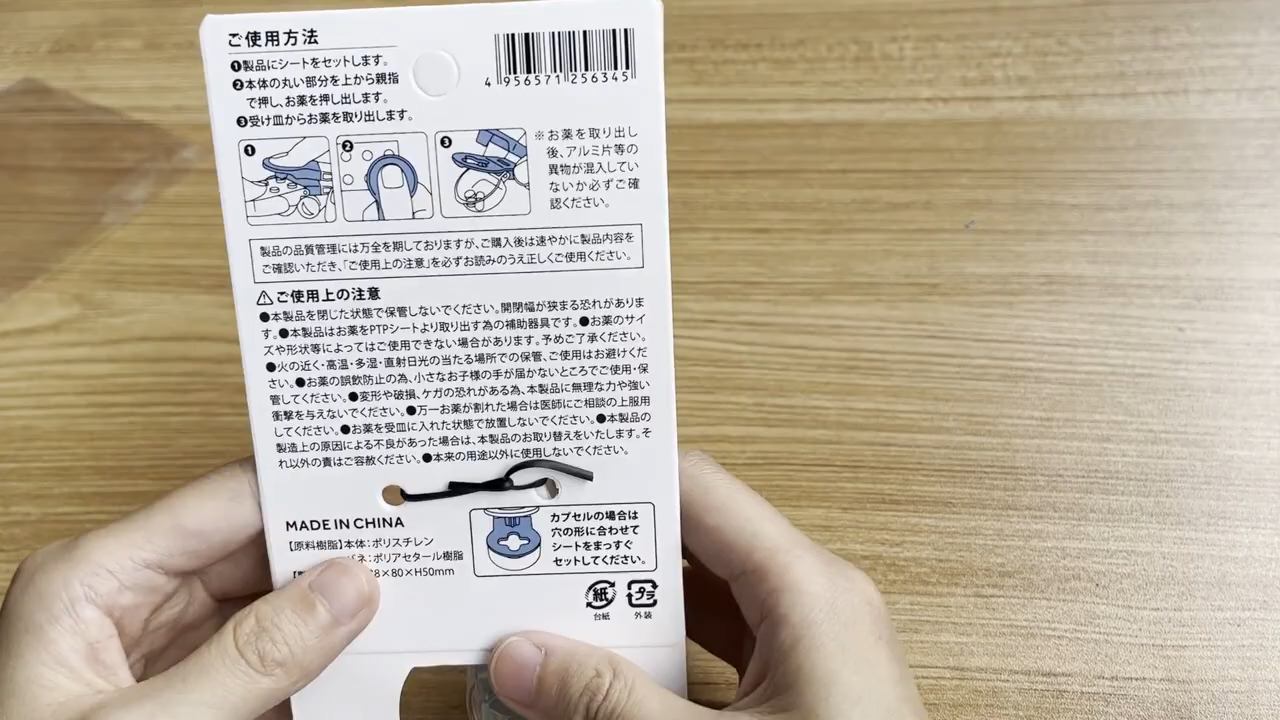 ご使用方法
❶製品にシートをセットします。
❷本体の丸い部分を上から親指
で押し、お薬を押し出します。
❸受け皿からお薬を取り出します。
4 956571 256345
❶
❷
❸
※お薬を取り出し
後、アルミ片等の
異物が混入してい
ないか必ずご確
認ください。
製品の品質管理には万全を期しておりますが、ご購入後は速やかに製品内容を
ご確認いただき、「ご使用上の注意」を必ずお読みのうえ正しくご使用ください。
⚠ご使用上の注意
●本製品を閉じた状態で保管しないでください。開閉幅が狭まる恐れがありま
す。●本製品はお薬をPTPシートより取り出す為の補助器具です。●お薬のサイ
ズや形状等によってはご使用できない場合があります。予めご了承ください。
●火の近く・高温・多湿・直射日光の当たる場所での保管、ご使用はお避けくだ
さい。●お薬の誤飲防止の為、小さなお子様の手が届かないところでご使用・保
管してください。●変形や破損、ケガの恐れがある為、本製品に無理な力や強い
衝撃を与えないでください。●万一お薬が割れた場合は医師にご相談の上服用
してください。●お薬を受皿に入れた状態で放置しないでください。●本製品の
製造上の原因による不良があった場合は、本製品のお取り替えをいたします。そ
れ以外の責はご容赦ください。●本来の用途以外に使用しないでください。
MADE IN CHINA
【原料樹脂】本体：ポリスチレン
ネ：ポリアセタール樹脂
8×80×H50mm
カプセルの場合は
穴の形に合わせて
シートをまっすぐ
セットしてください。
紙
台紙
プラ
外装